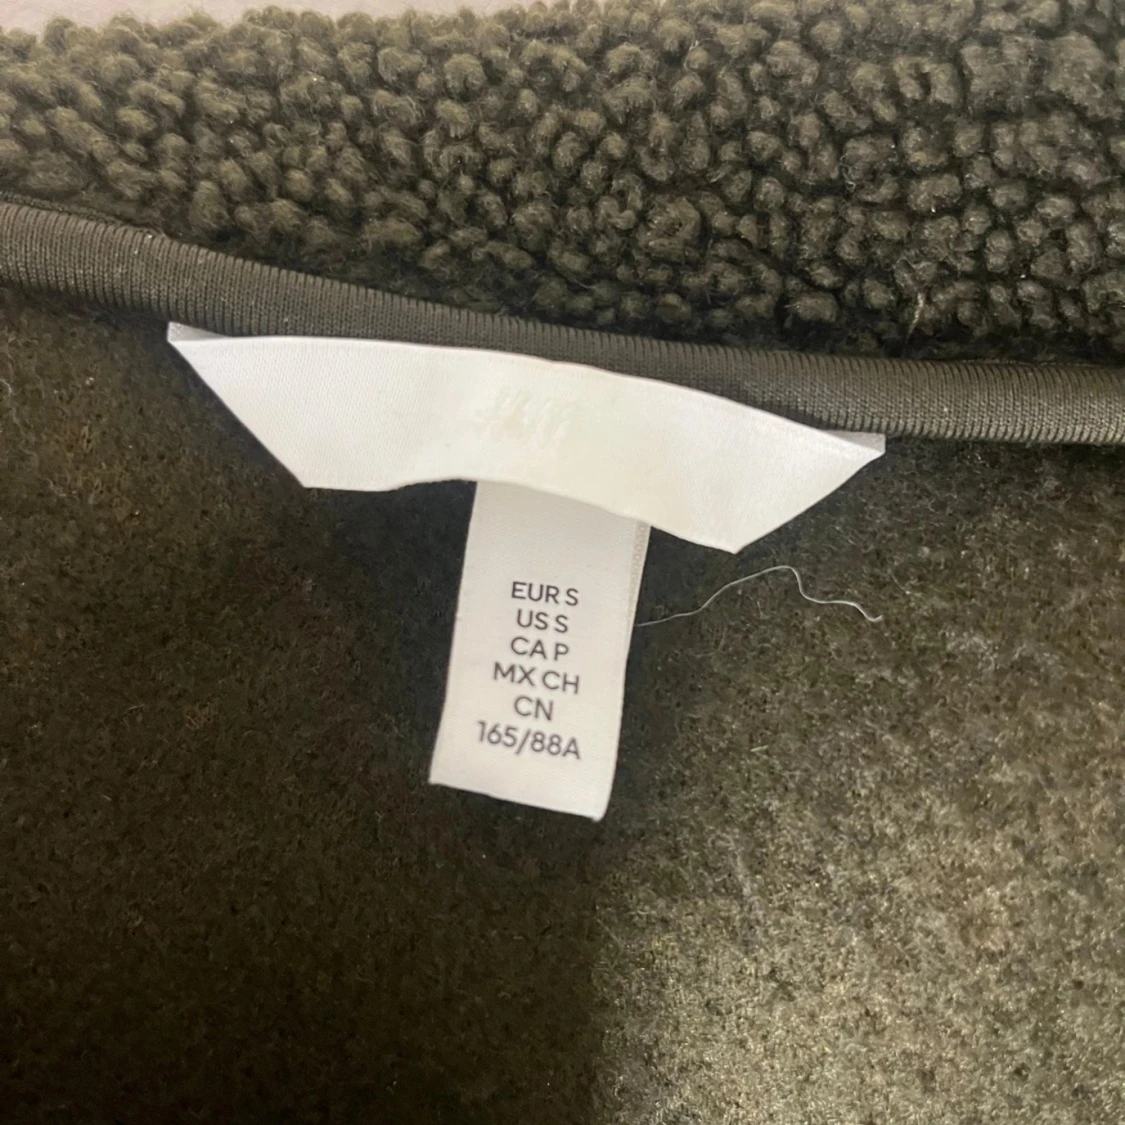 H&M
EUR S
US S
CA P
MX CH
CN
165/88A